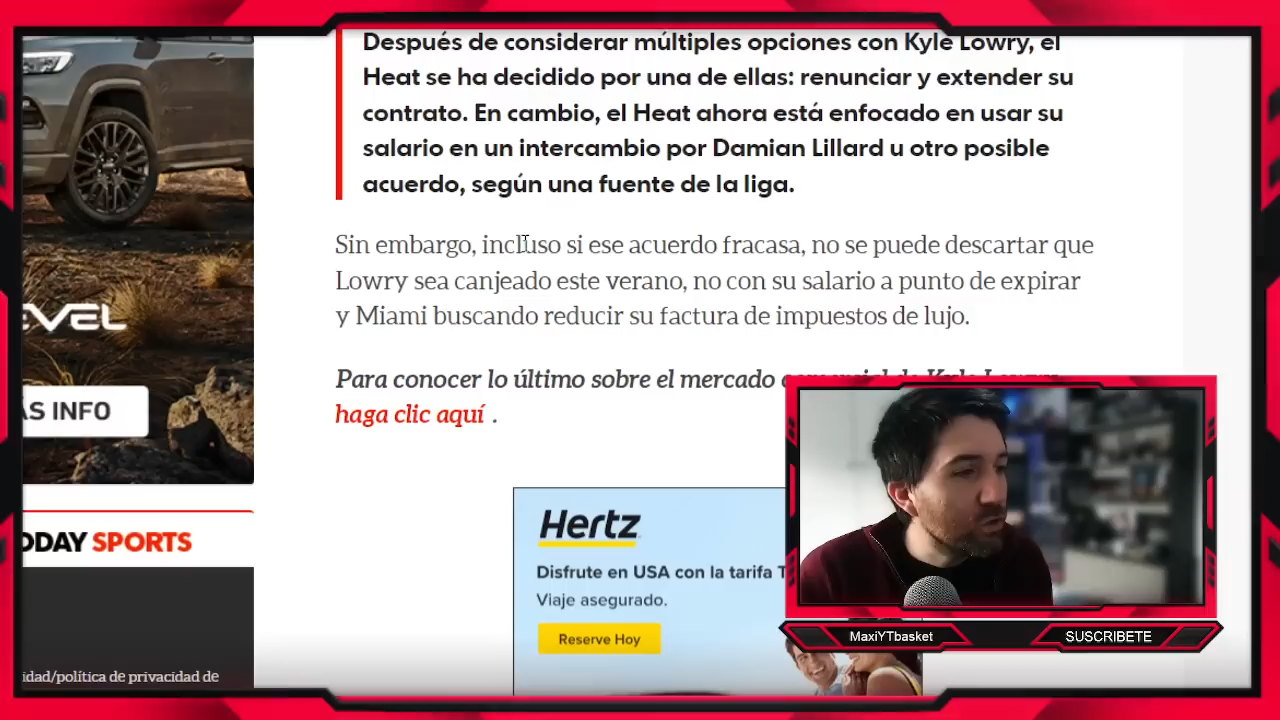 Después de considerar múltiples opciones con Kyle Lowry, el
Heat se ha decidido por una de ellas: renunciar y extender su
contrato. En cambio, el Heat ahora está enfocado en usar su
salario en un intercambio por Damian Lillard u otro posible
acuerdo, según una fuente de la liga.
Sin embargo, incluso si ese acuerdo fracasa, no se puede descartar que
Lowry sea canjeado este verano, no con su salario a punto de expirar
y Miami buscando reducir su factura de impuestos de lujo.
Para conocer lo último sobre el mercado
haga clic aquí .
EVEL
ÁS INFO
ODAY SPORTS
idad/política de privacidad de
Hertz
Disfrute en USA con la tarifa T
Viaje asegurado.
Reserve Hoy
MaxiYTbasket
SUSCRIBETE